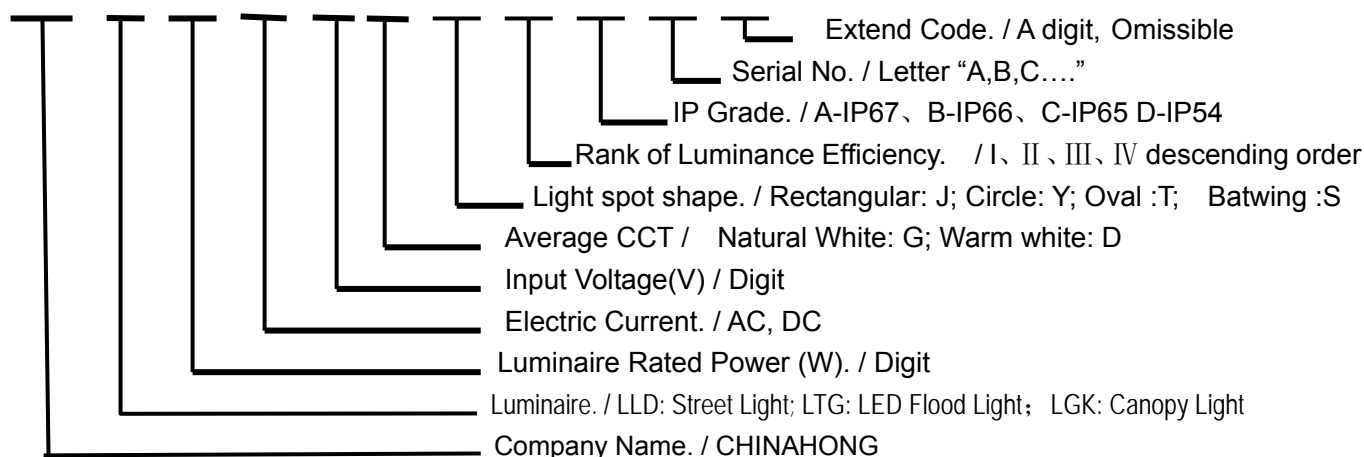 Extend Code. / A digit, Omissible
Serial No. / Letter “A,B,C….”
IP Grade. / A-IP67、B-IP66、C-IP65 D-IP54
Rank of Luminance Efficiency. / I、II、III、IV descending order
Light spot shape. / Rectangular: J; Circle: Y; Oval :T; Batwing :S
Average CCT / Natural White: G; Warm white: D
Input Voltage(V) / Digit
Electric Current. / AC, DC
Luminaire Rated Power (W). / Digit
Luminaire. / LLD: Street Light; LTG: LED Flood Light; LGK: Canopy Light
Company Name. / CHINAHONG